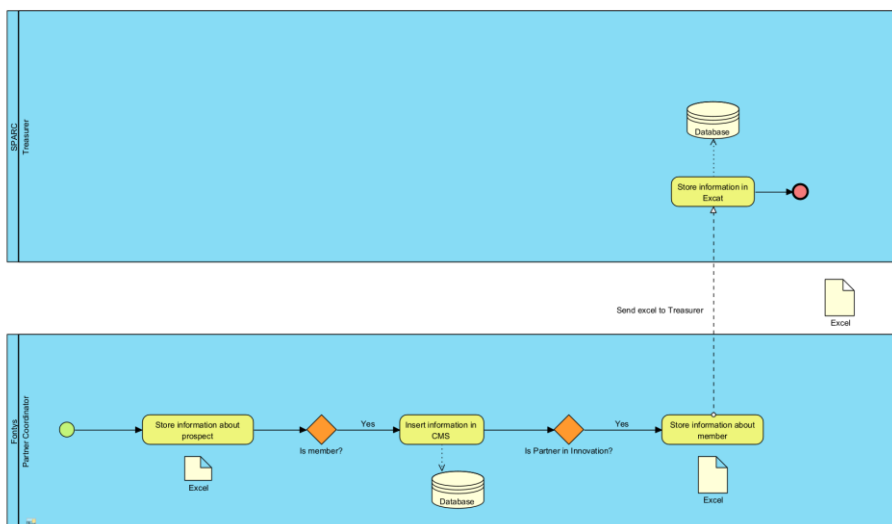 SPARC
Treasurer
Database
Store information in
Excat
Send excel to Treasurer
Excel
Fontys
Partner Coordinator
Store information about
prospect
Excel
Is member?
Yes
Insert information in
CMS
Database
Is Partner in Innovation?
Yes
Store information about
member
Excel